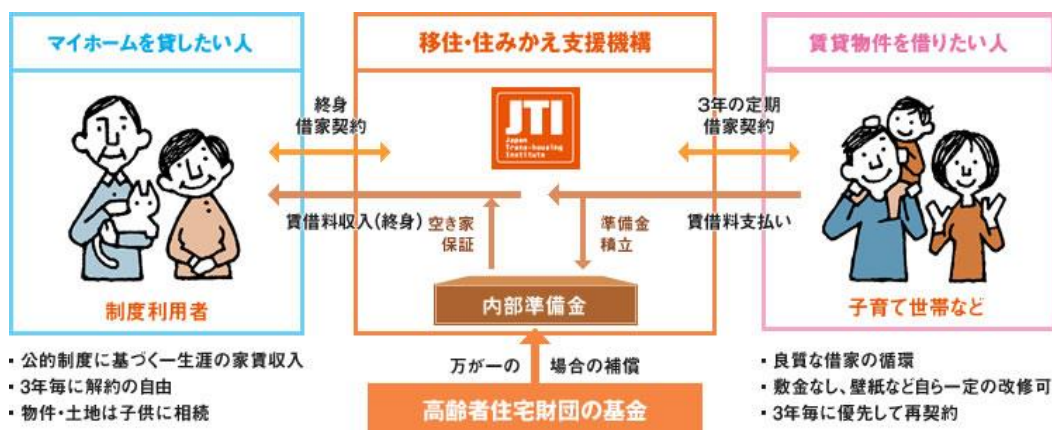 マイホームを貸したい人
移住・住みかえ支援機構
賃貸物件を借りたい人
終身
借家契約
JTI
Japan
Trans-housing
Institute
3年の定期
借家契約
賃借料収入(終身)
空き家
保証
準備金
積立
賃借料支払い
内部準備金
制度利用者
子育て世帯など
▪ 公的制度に基づく一生涯の家賃収入
▪ 3年毎に解約の自由
▪ 物件・土地は子供に相続
万が一の 場合の補償
高齢者住宅財団の基金
▪ 良質な借家の循環
▪ 敷金なし、壁紙など自ら一定の改修可
▪ 3年毎に優先して再契約